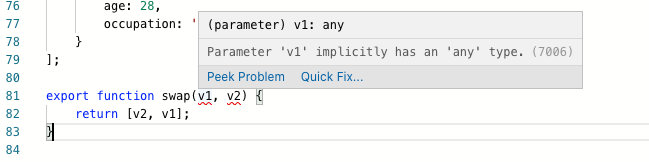 76 age: 28,
77 occupation: '
78 }
79 ];
80
81 export function swap(v1, v2) {
82 return [v2, v1];
83 }
84
(parameter) v1: any
Parameter 'v1' implicitly has an 'any' type. (7006)
Peek Problem Quick Fix...